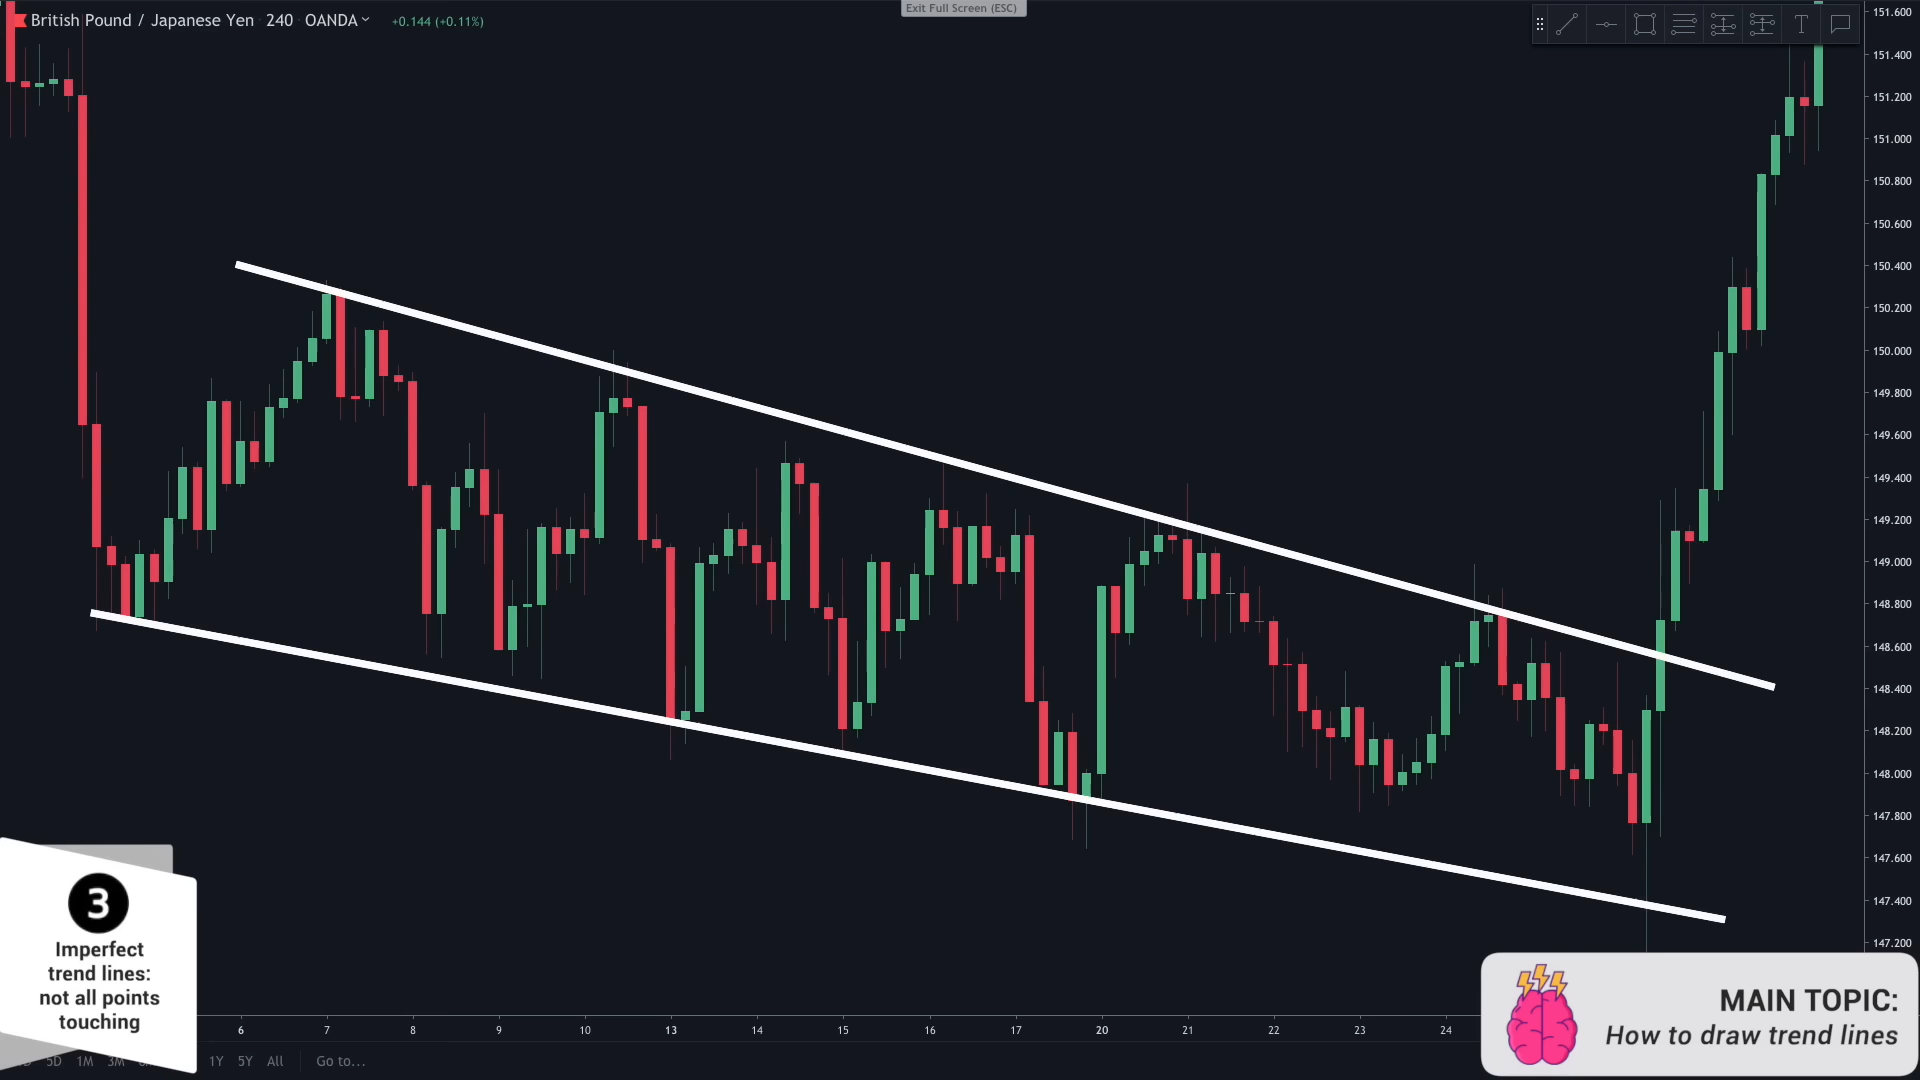 British Pound / Japanese Yen 240 OANDA
+0.144 (+0.11%)
Exit Full Screen (ESC)
T
151.600
151.400
151.200
151.000
150.800
150.600
150.400
150.200
150.000
149.800
149.600
149.400
149.200
149.000
148.800
148.600
148.400
148.200
148.000
147.800
147.600
147.400
147.200
3
Imperfect
trend lines:
not all points
touching
6 7 8 9 10 13 14 15 16 17 20 21 22 23 24
5D 1M 3M 1Y 5Y All Go to...
MAIN TOPIC:
How to draw trend lines